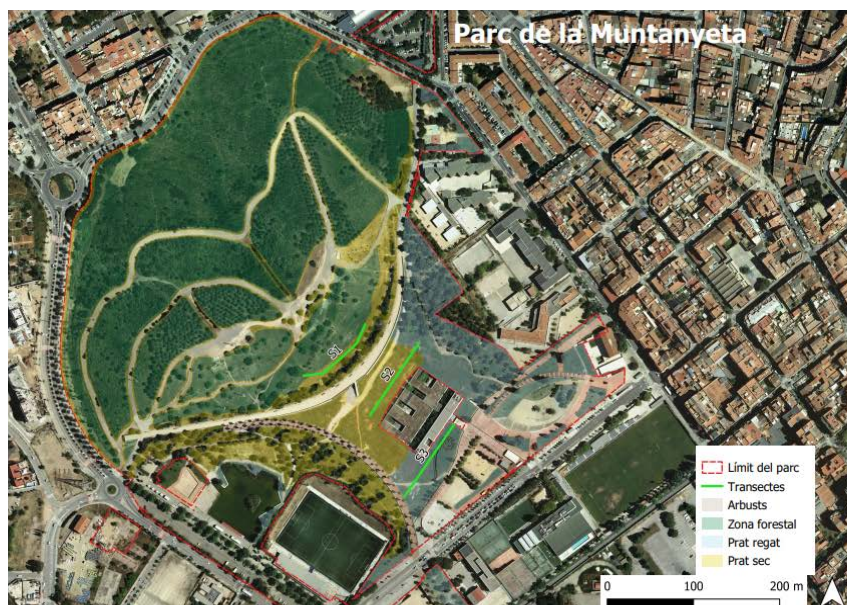 Parc de la Muntanyeta
S1
S2
S3
Límit del parc
Transectes
Arbusts
Zona forestal
Prat regat
Prat sec
0 100 200 m